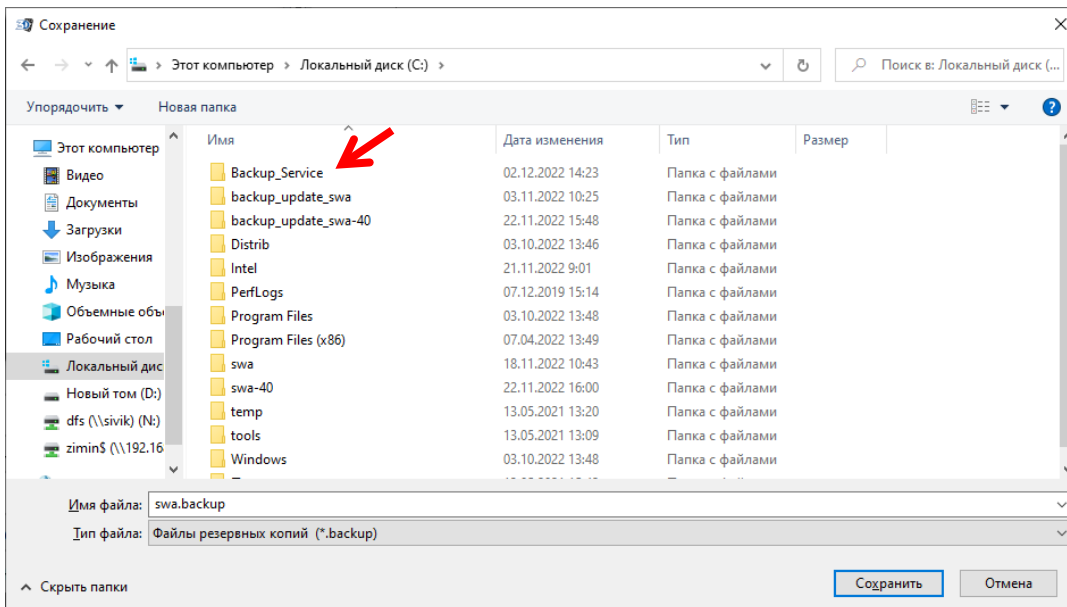 Сохранение
Этот компьютер › Локальный диск (C:) ›
Поиск в: Локальный диск (...
Упорядочить
Новая папка
Имя Дата изменения Тип Размер
Этот компьютер
Видео
Документы
Загрузки
Изображения
Музыка
Объемные объ
Рабочий стол
Локальный дис
Новый том (D:)
dfs (\\sivik) (N:)
zimin$ (\\192.16
Backup_Service 02.12.2022 14:23 Папка с файлами
backup_update_swa 03.11.2022 10:25 Папка с файлами
backup_update_swa-40 22.11.2022 15:48 Папка с файлами
Distrib 03.10.2022 13:46 Папка с файлами
Intel 21.11.2022 9:01 Папка с файлами
PerfLogs 07.12.2019 15:14 Папка с файлами
Program Files 03.10.2022 13:48 Папка с файлами
Program Files (x86) 07.04.2022 13:49 Папка с файлами
swa 18.11.2022 10:43 Папка с файлами
swa-40 22.11.2022 16:00 Папка с файлами
temp 13.05.2021 13:20 Папка с файлами
tools 13.05.2021 13:09 Папка с файлами
Windows 03.10.2022 13:48 Папка с файлами
Имя файла: swa.backup
Тип файла: Файлы резервных копий (*.backup)
Скрыть папки
Сохранить
Отмена